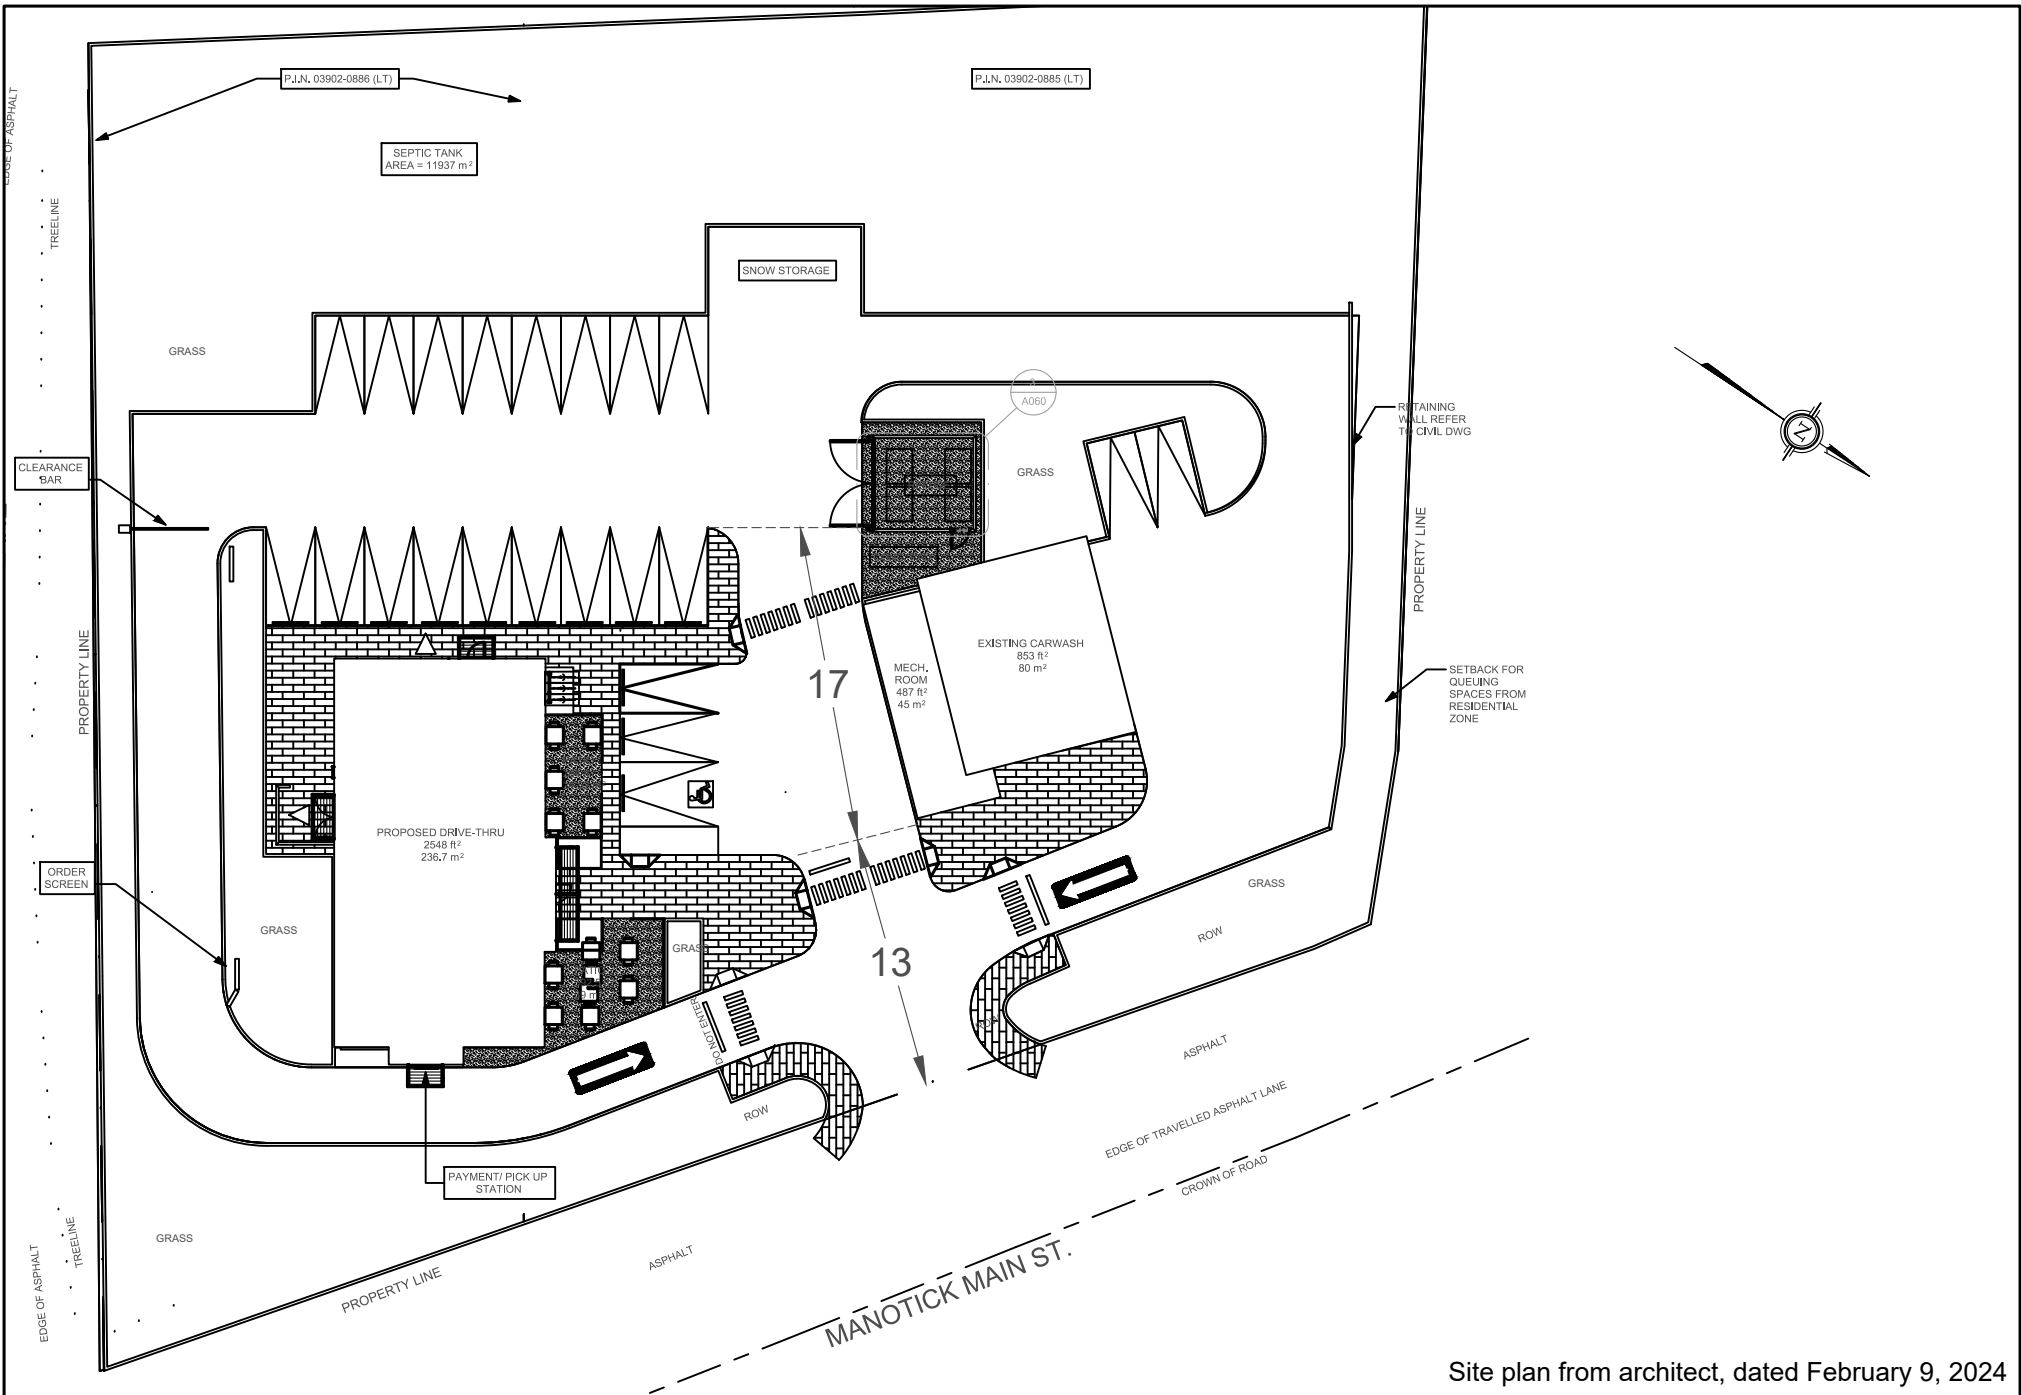 P.I.N. 03902-0886 (LT)
P.I.N. 03902-0885 (LT)
EDGE OF ASPHALT
SEPTIC TANK
AREA = 11937 m²
TREELINE
SNOW STORAGE
GRASS
A060
RETAINING
WALL REFER
TO CIVIL DWG
N
CLEARANCE
BAR
GRASS
PROPERTY LINE
PROPERTY LINE
EXISTING CARWASH
853 ft²
80 m²
MECH.
ROOM
487 ft²
45 m²
17
SETBACK FOR
QUEUING
SPACES FROM
RESIDENTIAL
ZONE
PROPOSED DRIVE-THRU
2548 ft²
236.7 m²
ORDER
SCREEN
GRASS
GRASS
GRASS
ROW
13
DO NOT ENTER
ROW
ASPHALT
ROW
EDGE OF TRAVELLED ASPHALT LANE
CROWN OF ROAD
PAYMENT/ PICK UP
STATION
GRASS
TREELINE
EDGE OF ASPHALT
PROPERTY LINE
ASPHALT
MANOTICK MAIN ST.
Site plan from architect, dated February 9, 2024